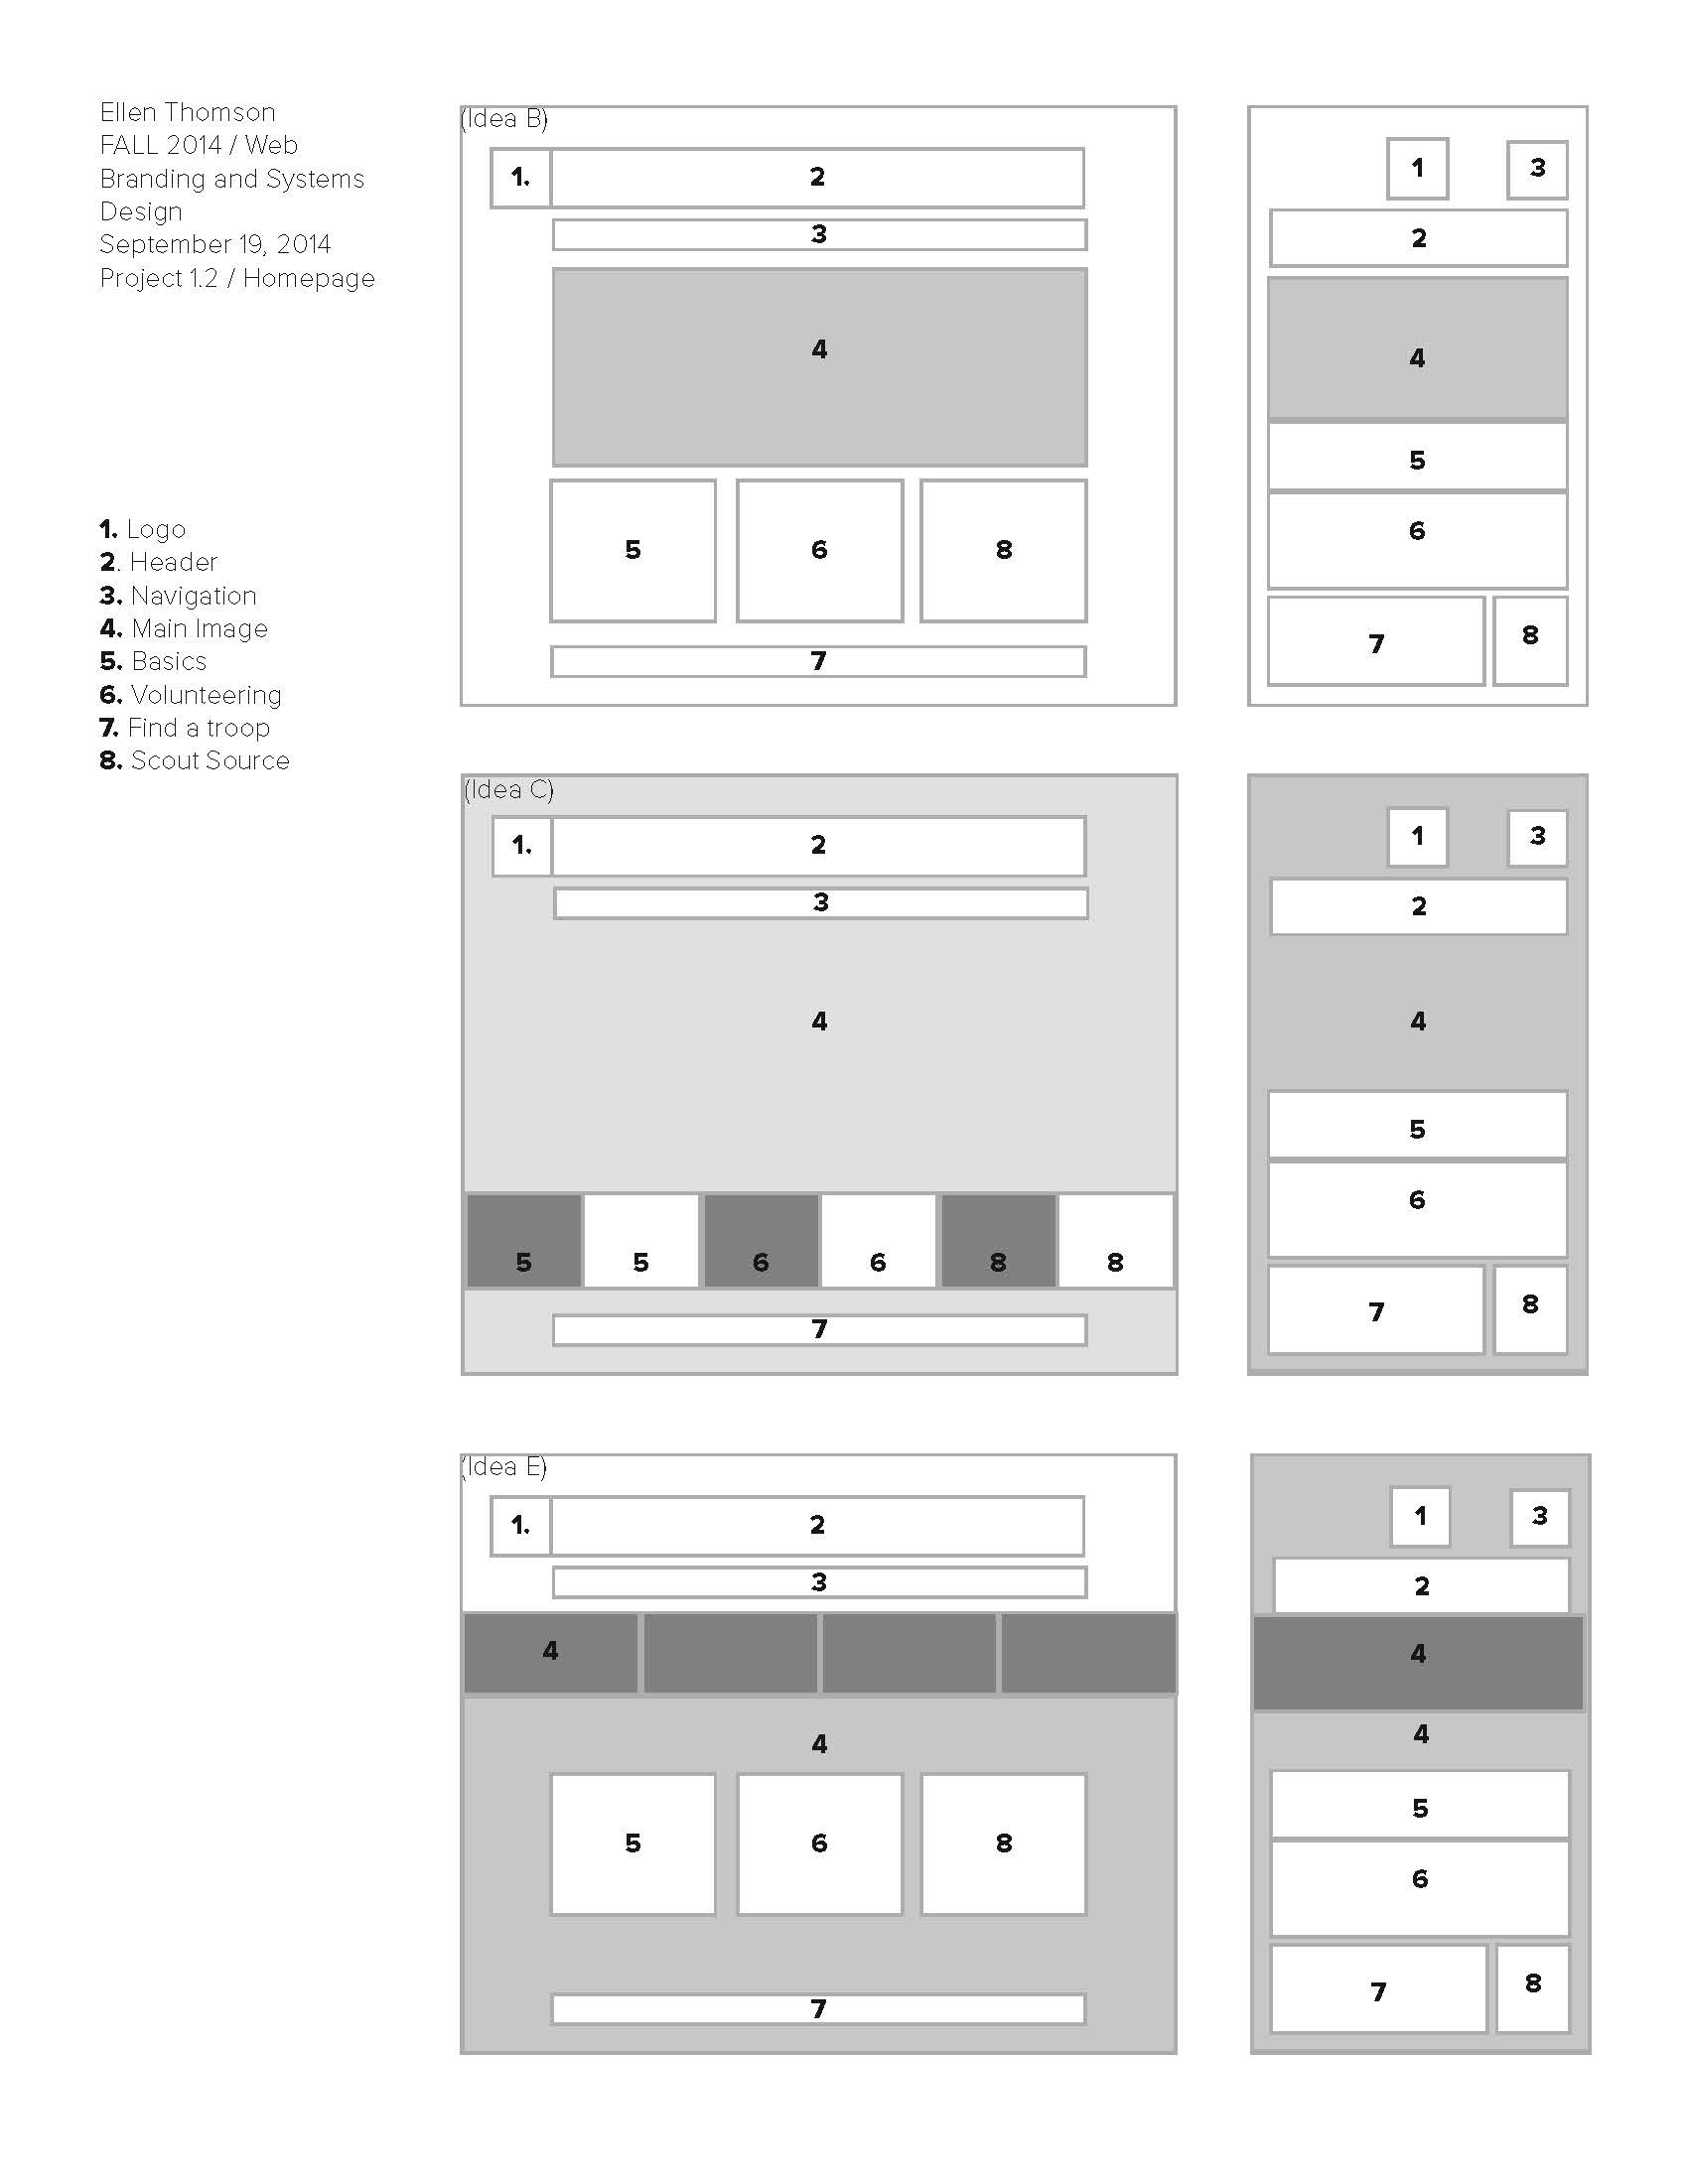 Ellen Thomson
FALL 2014 / Web
Branding and Systems
Design
September 19, 2014
Project 1.2 / Homepage
1. Logo
2. Header
3. Navigation
4. Main Image
5. Basics
6. Volunteering
7. Find a troop
8. Scout Source
(Idea B)
1. 2
3
4
5 6 8
7
1 3
2
4
5
6
7 8
(Idea C)
1. 2
3
4
5 5 6 6 8 8
7
1 3
2
4
5
6
7 8
(Idea E)
1. 2
3
4
4
5 6 8
7
1 3
2
4
4
5
6
7 8